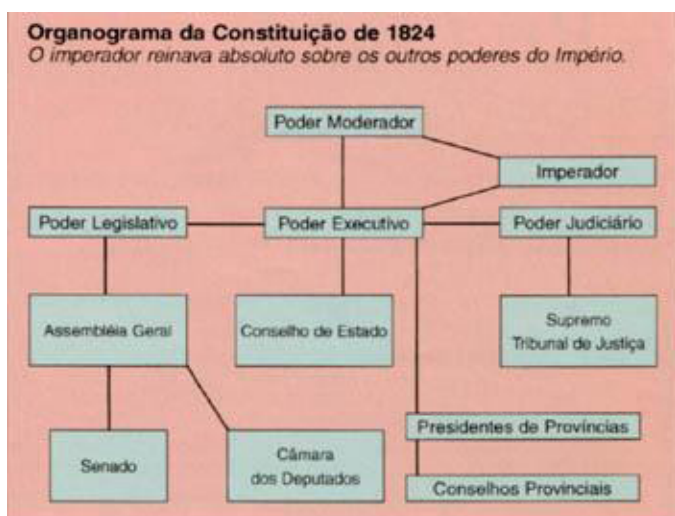 Organograma da Constituição de 1824
O imperador reinava absoluto sobre os outros poderes do Império.
Poder Moderador
Imperador
Poder Legislativo
Poder Executivo
Poder Judiciário
Assembléia Geral
Conselho de Estado
Supremo
Tribunal de Justiça
Presidentes de Províncias
Senado
Câmara
dos Deputados
Conselhos Provinciais